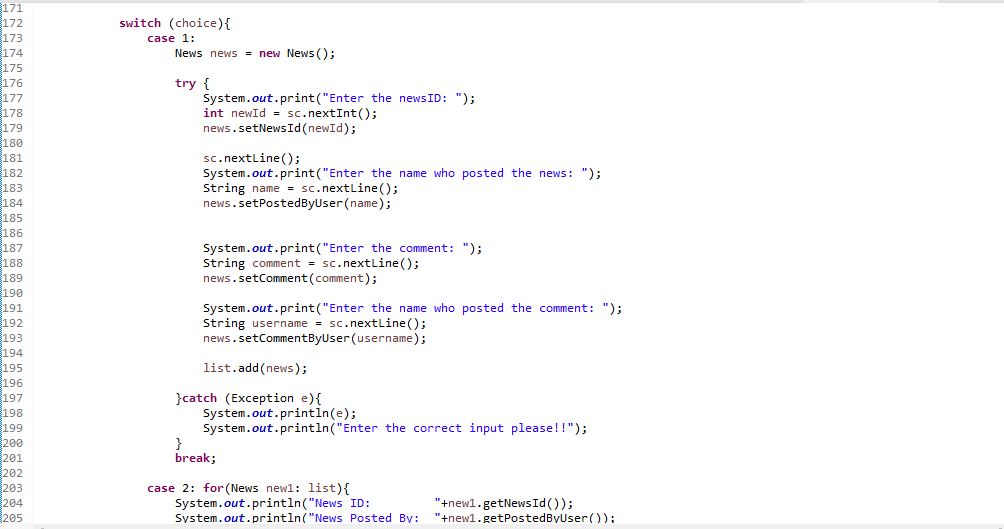 171
172 switch (choice){
173 case 1:
174 News news = new News();
175
176 try {
177 System.out.print("Enter the newsID: ");
178 int newId = sc.nextInt();
179 news.setNewsId(newId);
180
181 sc.nextLine();
182 System.out.print("Enter the name who posted the news: ");
183 String name = sc.nextLine();
184 news.setPostedByUser(name);
185
186
187 System.out.print("Enter the comment: ");
188 String comment = sc.nextLine();
189 news.setComment(comment);
190
191 System.out.print("Enter the name who posted the comment: ");
192 String username = sc.nextLine();
193 news.setCommentByUser(username);
194
195 list.add(news);
196
197 }catch (Exception e){
198 System.out.println(e);
199 System.out.println("Enter the correct input please!!");
200 }
201 break;
202
203 case 2: for(News new1: list){
204 System.out.println("News ID:         "+new1.getNewsId());
205 System.out.println("News Posted By:  "+new1.getPostedByUser());